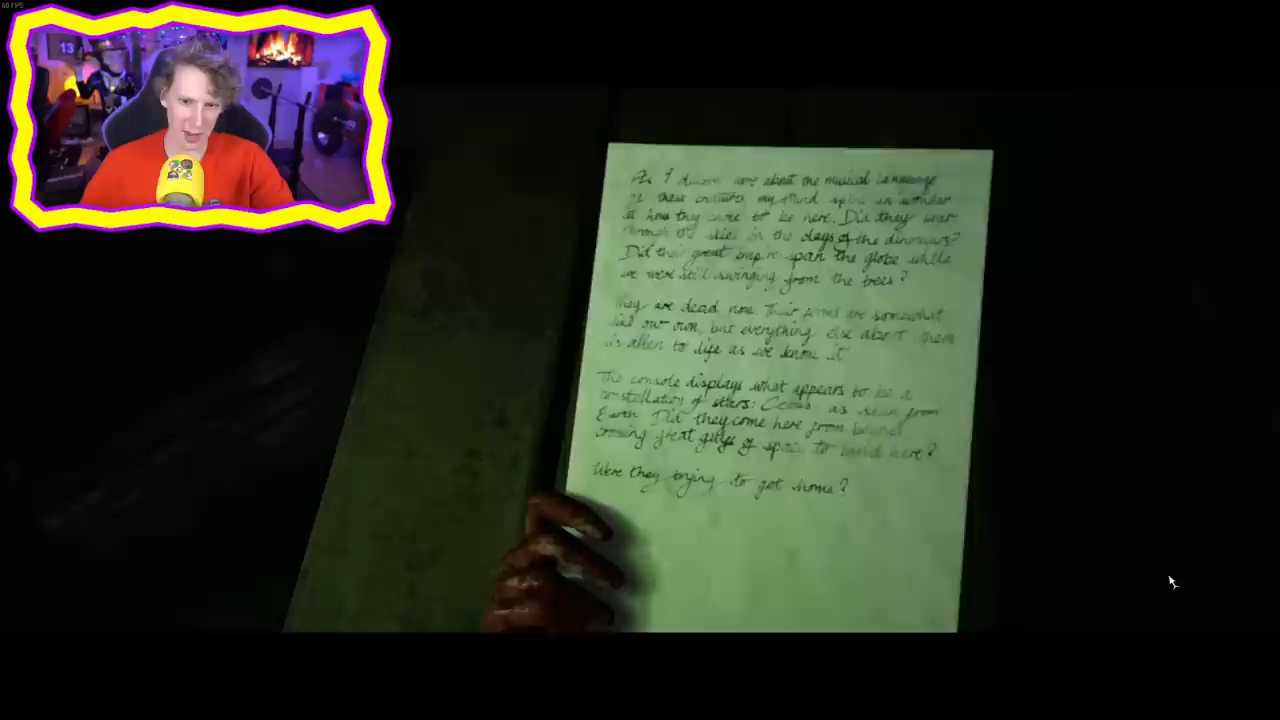 60 FPS
13
As I learn more about the musical language
of these creatures my mind spins in wonder
at how they came to be here. Did they soar
through the skies in the days of the dinosaurs?
Did their great empire span the globe while
we were still swinging from the trees?
They are dead now. Their forms are somewhat
like our own, but everything else about them
is alien to life as we know it.
The console displays what appears to be a
constellation of stars: as seen from
Earth. Did they come here from
crossing great gulfs of space to land here?
Were they trying to get home?